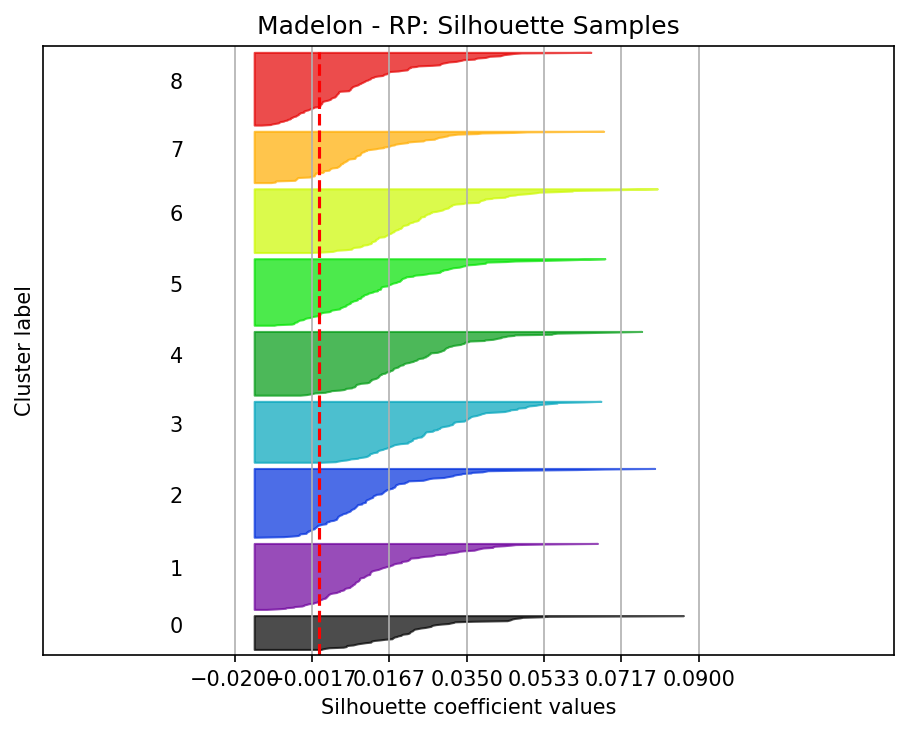 Madelon - RP: Silhouette Samples
8
7
6
5
4
3
2
1
0
Cluster label
−0.0200 −0.0017 0.0167 0.0350 0.0533 0.0717 0.0900
Silhouette coefficient values